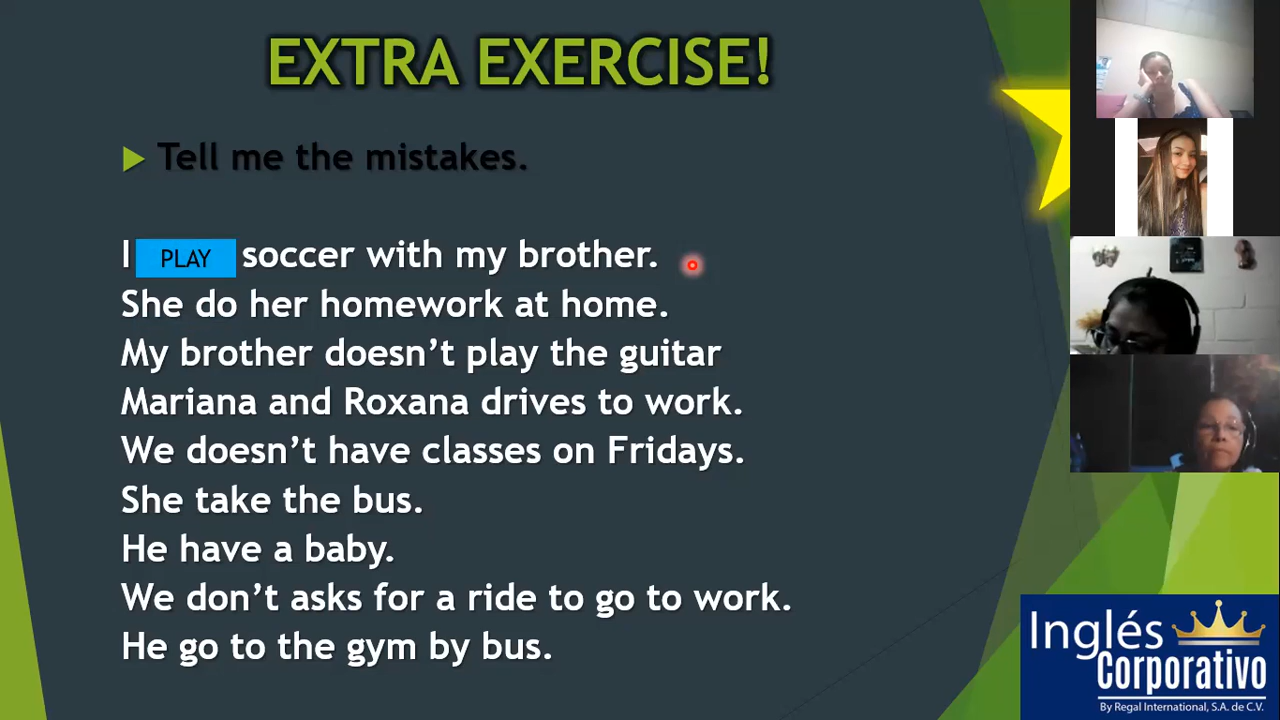 EXTRA EXERCISE!
Tell me the mistakes.
I PLAY soccer with my brother.
She do her homework at home.
My brother doesn’t play the guitar
Mariana and Roxana drives to work.
We doesn’t have classes on Fridays.
She take the bus.
He have a baby.
We don’t asks for a ride to go to work.
He go to the gym by bus.
Inglés
Corporativo
By Regal International, S.A. de C.V.